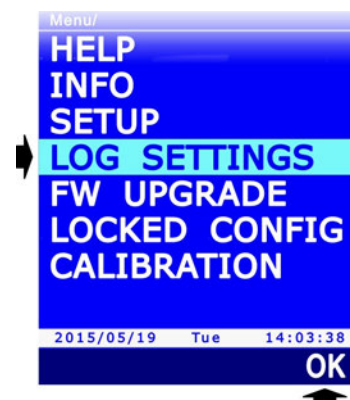 Menu/
HELP
INFO
SETUP
LOG SETTINGS
FW UPGRADE
LOCKED CONFIG
CALIBRATION
2015/05/19 Tue 14:03:38
OK